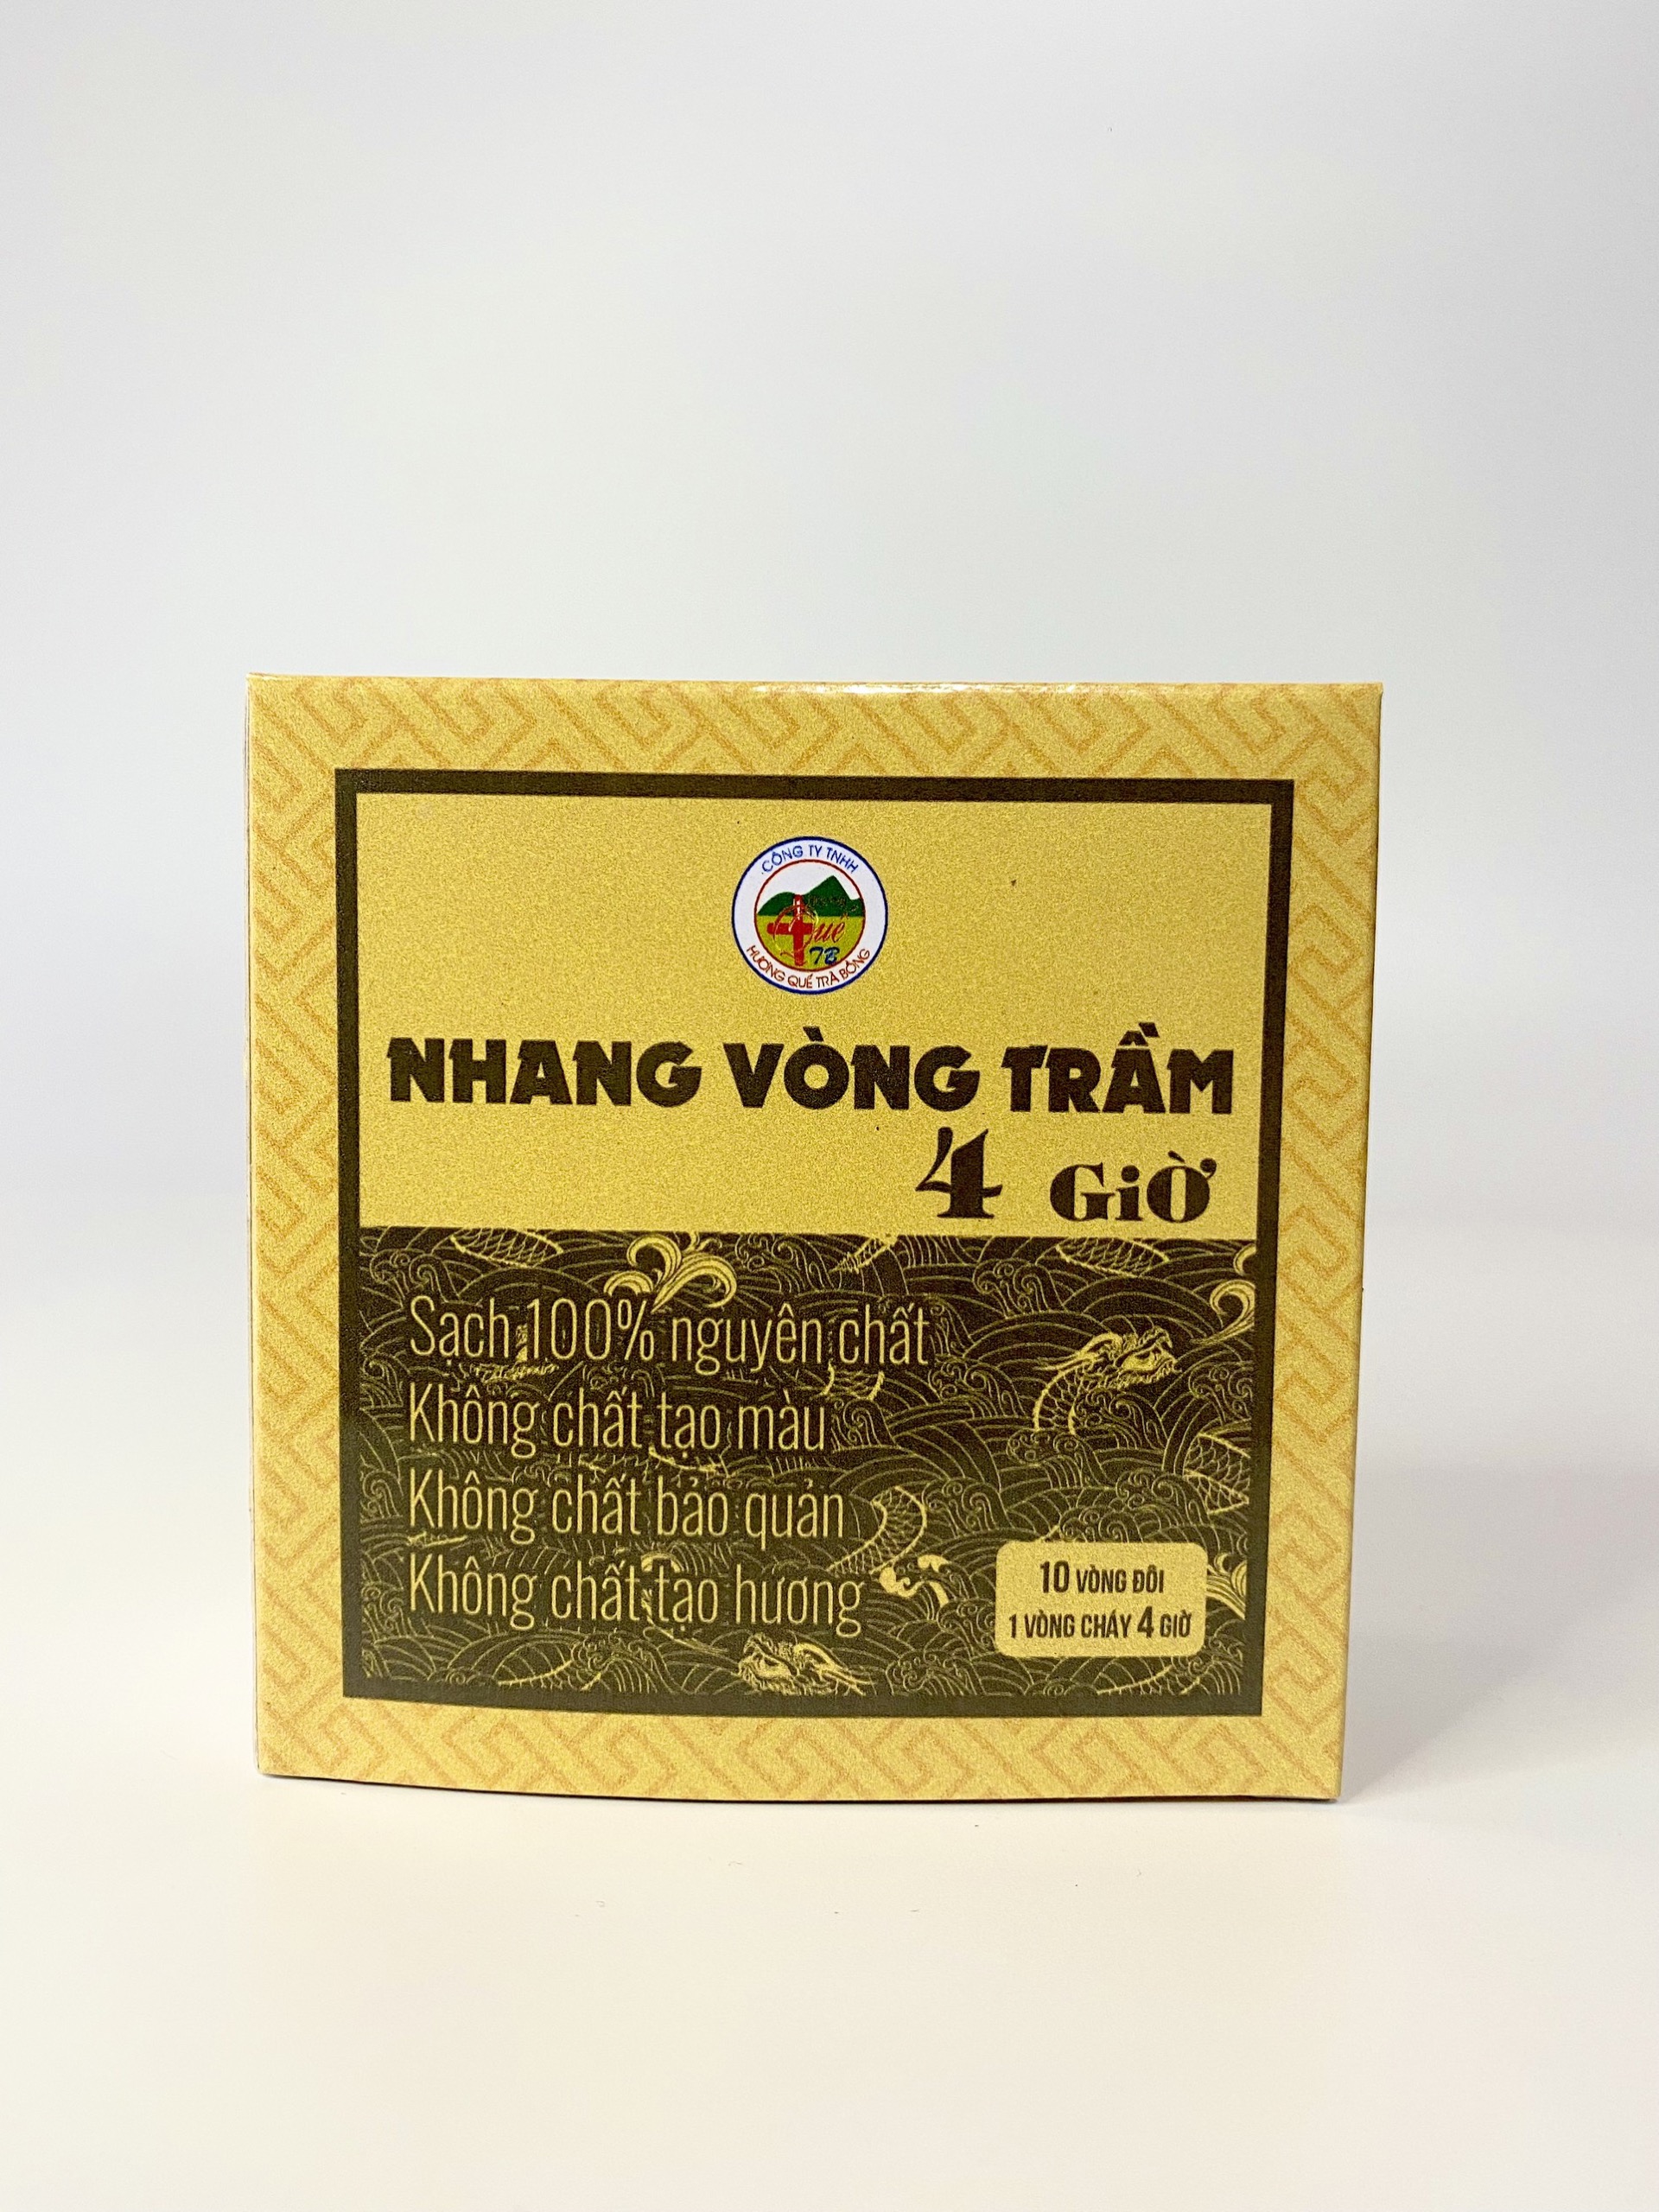 CÔNG TY TNHH
Quế
TB
HƯƠNG QUẾ TRÀ BỒNG
NHANG VÒNG TRẦM
4 GiỜ
Sạch 100% nguyên chất
Không chất tạo màu
Không chất bảo quản
Không chất tạo hương
10 VÒNG ĐÔI
1 VÒNG CHÁY 4 GIỜ